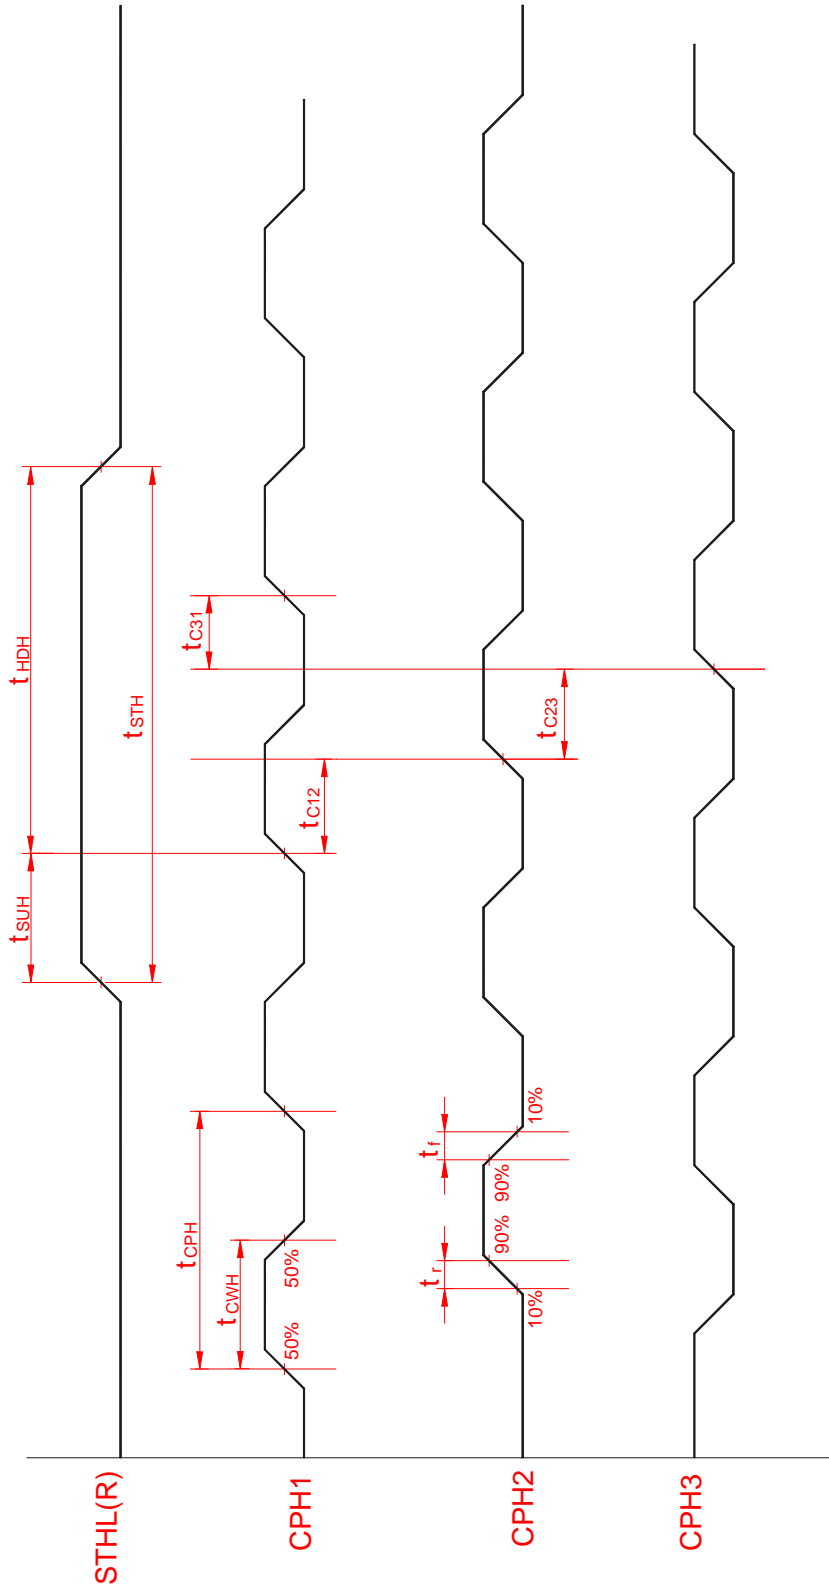 STHL(R)
tSUH
tHDH
tSTH
CPH1
tCPH
tCWH
50%
50%
tC12
tC31
CPH2
tr
tf
10%
90%
90%
10%
tC23
CPH3